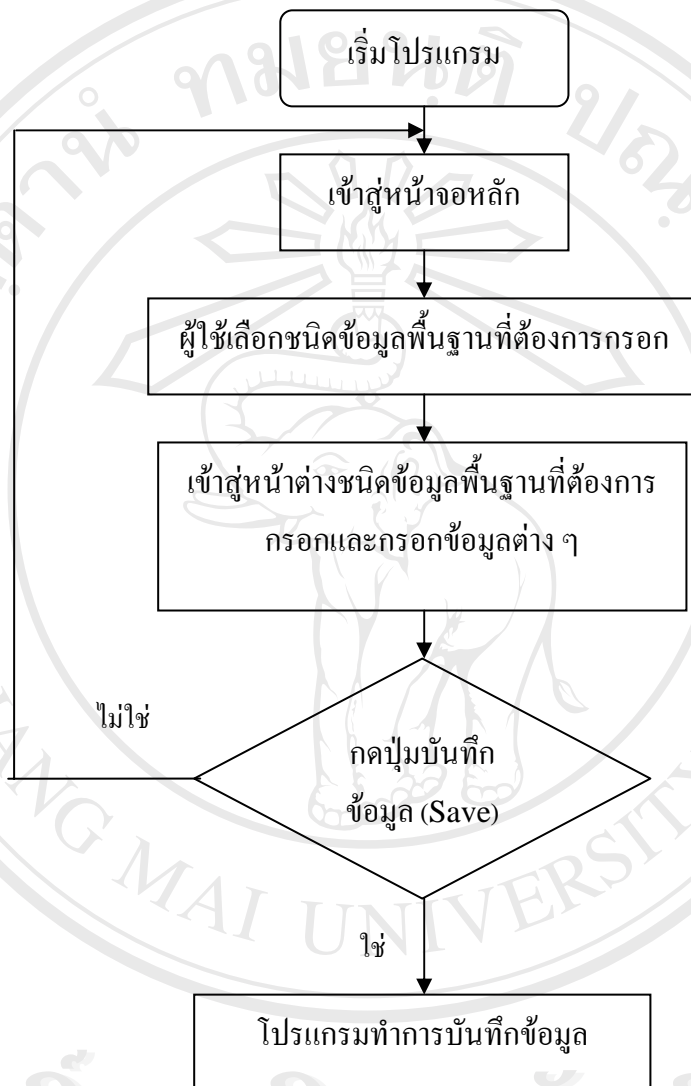 เริ่มโปรแกรม
เข้าสู่หน้าจอหลัก
ผู้ใช้เลือกชนิดข้อมูลพื้นฐานที่ต้องการกรอก
เข้าสู่หน้าต่างชนิดข้อมูลพื้นฐานที่ต้องการ
กรอกและกรอกข้อมูลต่าง ๆ
ไม่ใช่
กดปุ่มบันทึก
ข้อมูล (Save)
ใช่
โปรแกรมทำการบันทึกข้อมูล
MAI UNIVERSITY